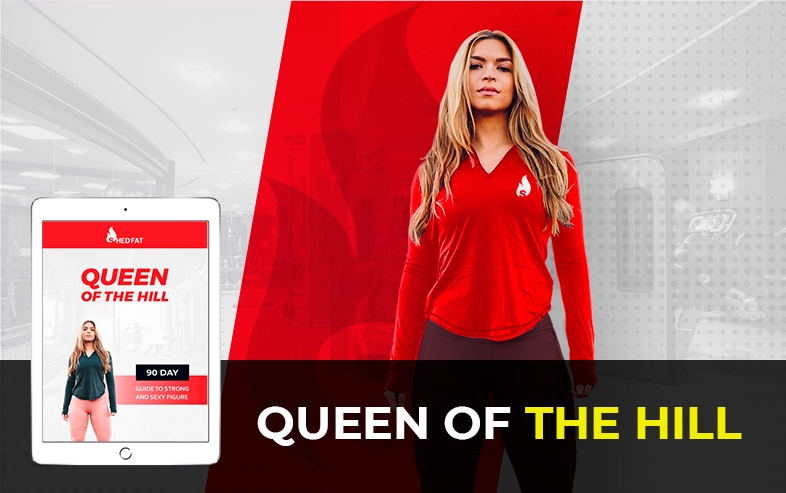 SHED FAT
QUEEN
OF THE HILL
90 DAY
GUIDE TO STRONG
AND SEXY FIGURE
S
QUEEN OF THE HILL